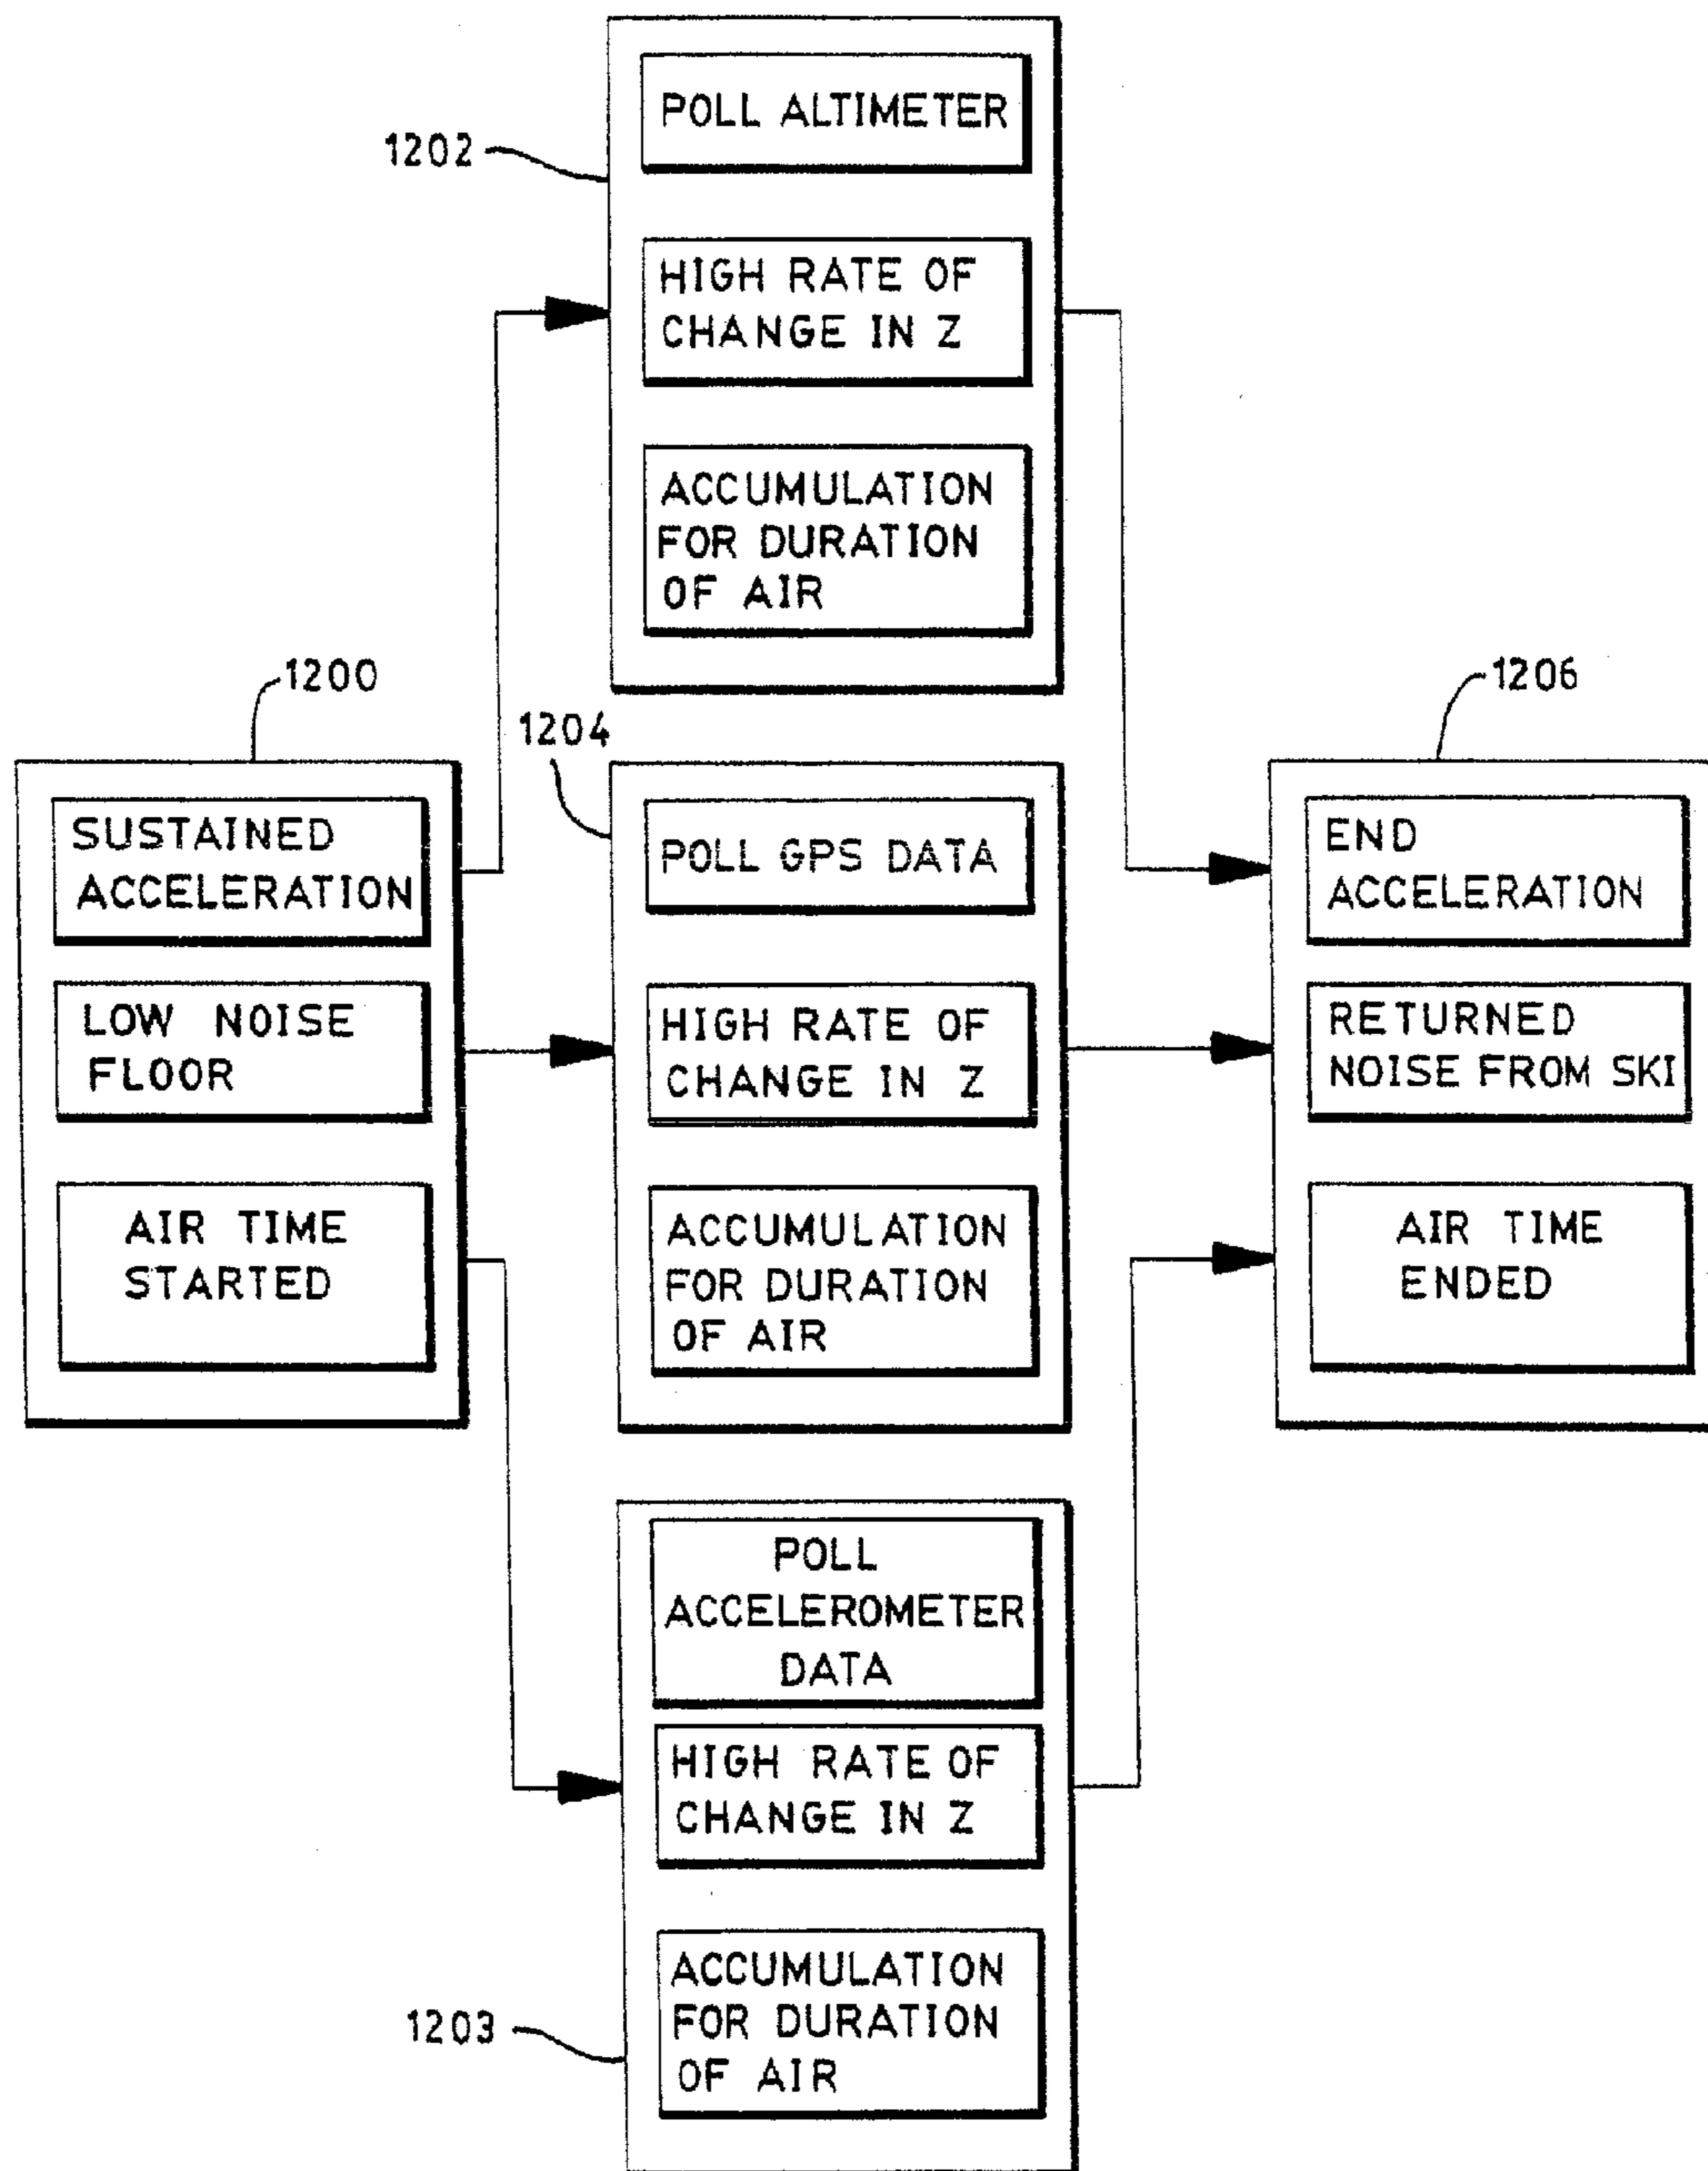 1202
POLL ALTIMETER
HIGH RATE OF
CHANGE IN Z
ACCUMULATION
FOR DURATION
OF AIR
1200
SUSTAINED
ACCELERATION
LOW NOISE
FLOOR
AIR TIME
STARTED
1204
POLL GPS DATA
HIGH RATE OF
CHANGE IN Z
ACCUMULATION
FOR DURATION
OF AIR
1203
POLL
ACCELEROMETER
DATA
HIGH RATE OF
CHANGE IN Z
ACCUMULATION
FOR DURATION
OF AIR
1206
END
ACCELERATION
RETURNED
NOISE FROM SKI
AIR TIME
ENDED